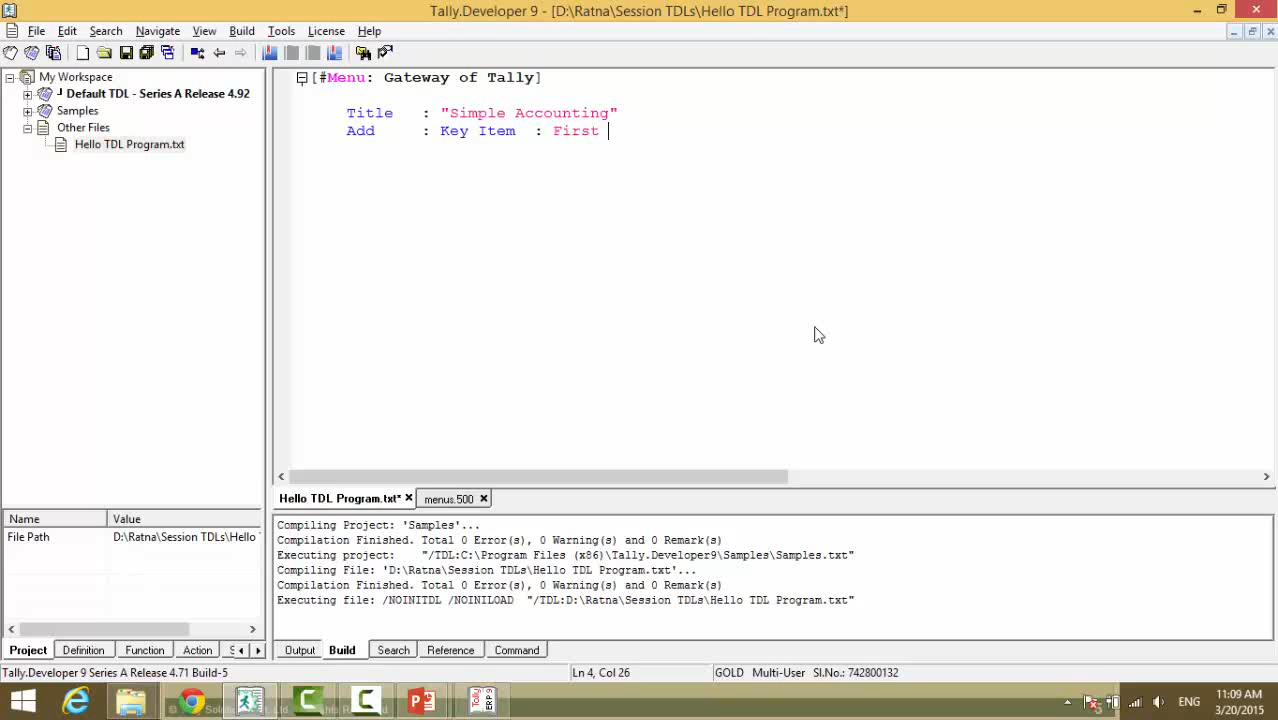 Tally.Developer 9 - [D:\Ratna\Session TDLs\Hello TDL Program.txt*]
File Edit Search Navigate View Build Tools License Help
My Workspace
Default TDL - Series A Release 4.92
Samples
Other Files
Hello TDL Program.txt
[#Menu: Gateway of Tally]
Title : "Simple Accounting"
Add : Key Item : First
Hello TDL Program.txt* menus.500
Name Value
File Path D:\Ratna\Session TDLs\Hello
Compiling Project: 'Samples'...
Compilation Finished. Total 0 Error(s), 0 Warning(s) and 0 Remark(s)
Executing project: "/TDL:C:\Program Files (x86)\Tally.Developer9\Samples\Samples.txt"
Compiling File: 'D:\Ratna\Session TDLs\Hello TDL Program.txt'...
Compilation Finished. Total 0 Error(s), 0 Warning(s) and 0 Remark(s)
Executing file: /NOINITDL /NOINILOAD "/TDL:D:\Ratna\Session TDLs\Hello TDL Program.txt"
Project Definition Function Action S
Output Build Search Reference Command
Tally.Developer 9 Series A Release 4.71 Build-5 Ln 4, Col 26 GOLD Multi-User Sl.No.: 742800132
ENG
11:09 AM
3/20/2015